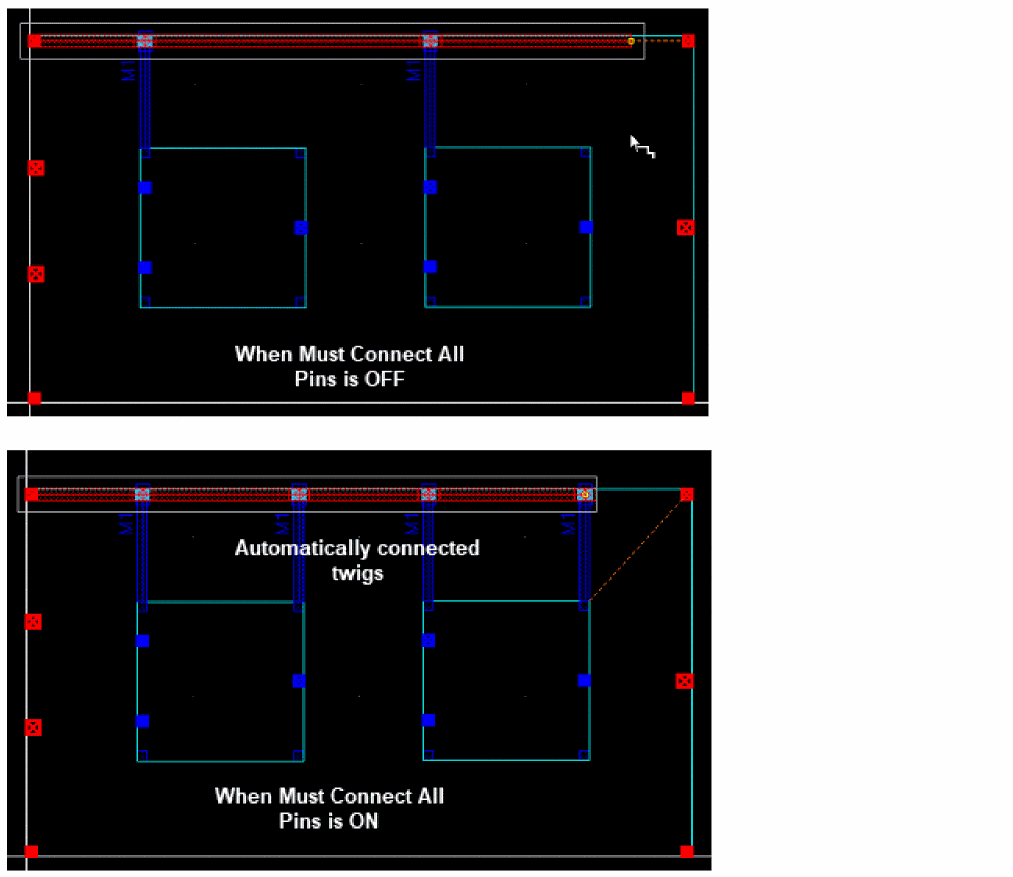 M1
M1
When Must Connect All
Pins is OFF
M1
M1
M1
M1
Automatically connected
twigs
When Must Connect All
Pins is ON